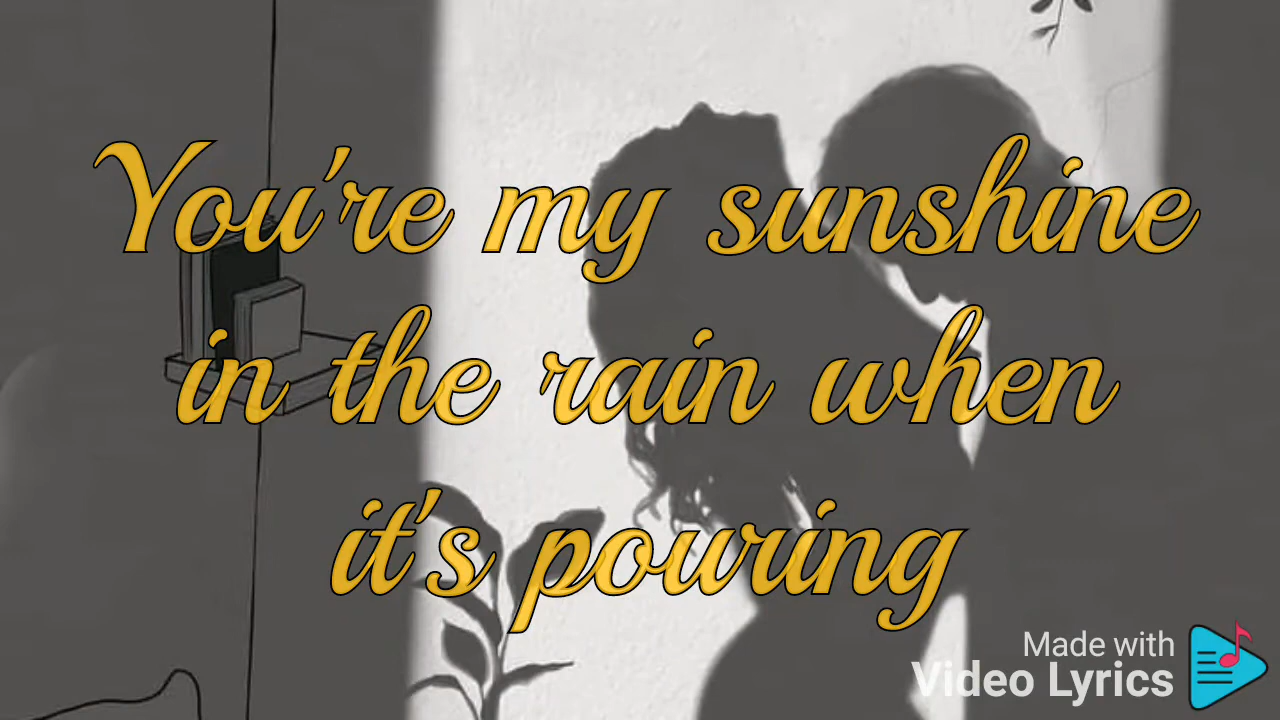 You're my sunshine
in the rain when
it's pouring
Made with
Video Lyrics